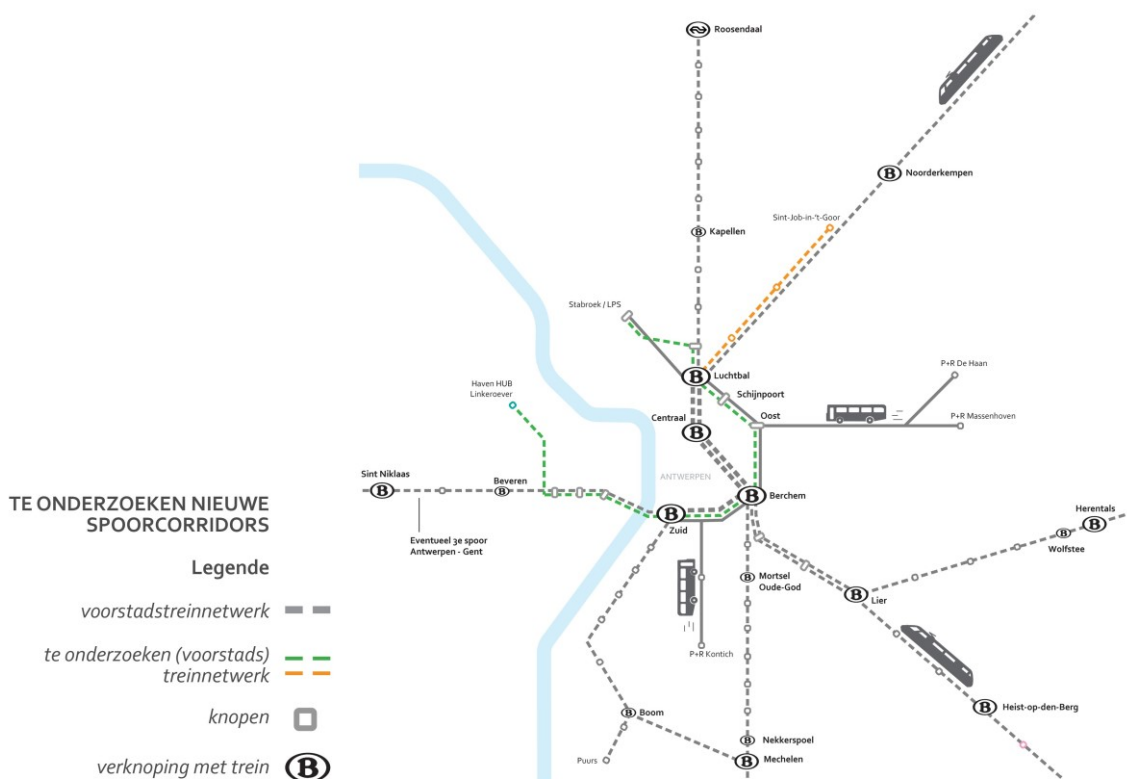 Roosendaal
Noorderkempen
Sint-Job-in-'t-Goor
Kapellen
Stabroek / LPS
Luchtbal
P+R De Haan
Schijnpoort
Haven HUB
Linkeroever
Centraal
Oost
P+R Massenhoven
ANTWERPEN
Sint Niklaas
Beveren
Berchem
TE ONDERZOEKEN NIEUWE
SPOORCORRIDORS
Eventueel 3e spoor
Antwerpen - Gent
Zuid
Herentals
Wolfstee
Legende
Mortsel
Oude-God
Lier
voorstadstreinnetwerk
te onderzoeken (voorstads)
treinnetwerk
P+R Kontich
knopen
Boom
Heist-op-den-Berg
Nekkerspoel
Puurs
Mechelen
verknoping met trein
B